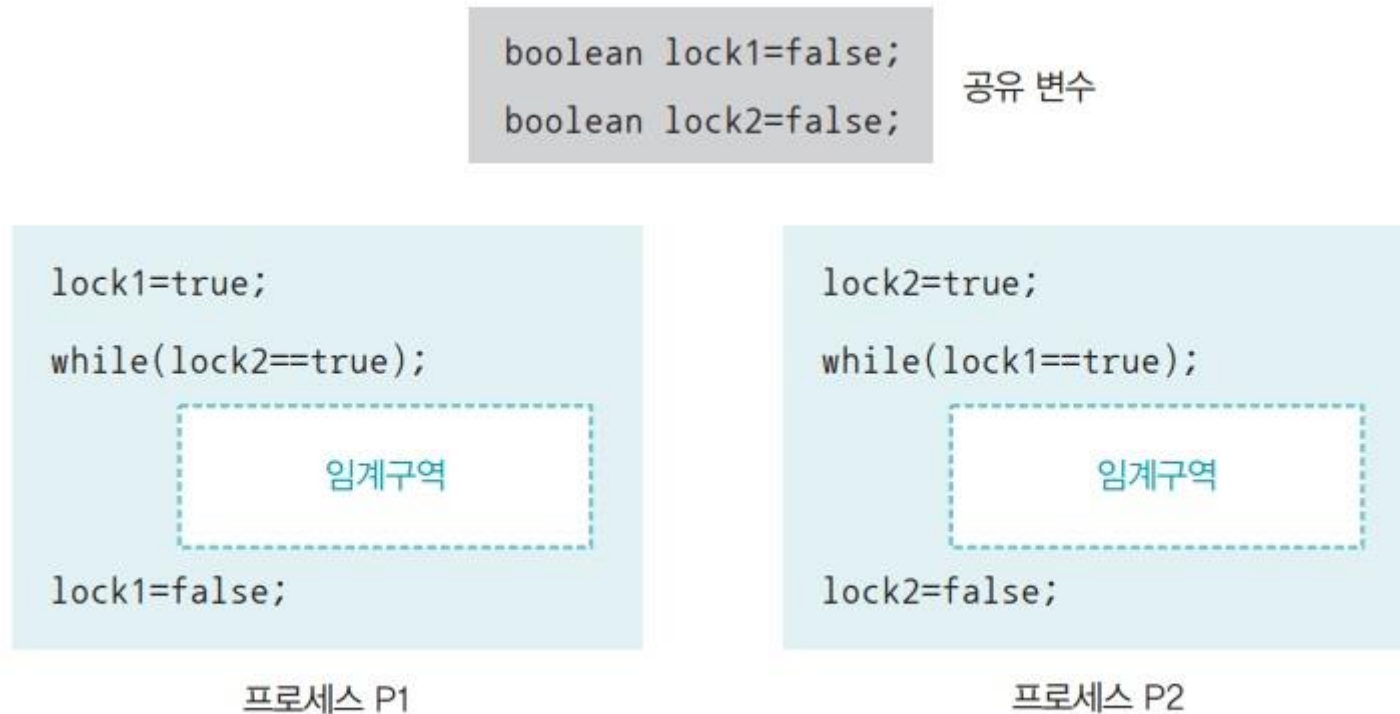 boolean lock1=false;
boolean lock2=false;
공유 변수
lock1=true;
while(lock2==true);
임계구역
lock1=false;
프로세스 P1
lock2=true;
while(lock1==true);
임계구역
lock2=false;
프로세스 P2